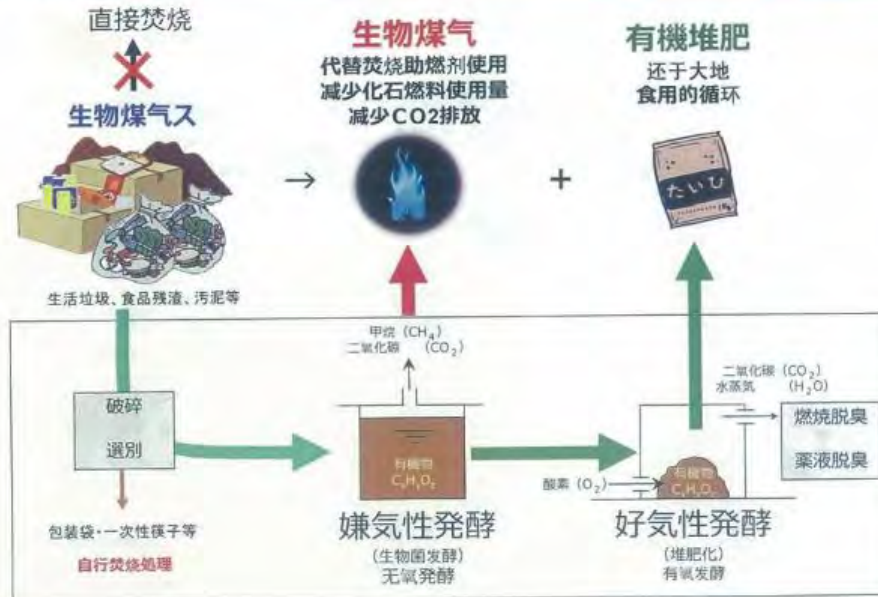 直接焚烧
生物煤气ス
生活垃圾、食品残渣、污泥等
→
生物煤气
代替焚烧助燃剂使用
减少化石燃料使用量
减少CO2排放
+
有機堆肥
还于大地
食用的循环
たいひ
破碎
選別
包装袋・一次性筷子等
自行焚烧処理
甲烷（CH₄）
二氧化碳（CO₂）
有機物
嫌気性発酵
(生物菌发酵)
无氧発酵
酸素（O₂）
有機物
二氧化碳（CO₂）
水蒸気（H₂O）
燃焼脱臭
薬液脱臭
好气性発酵
(堆肥化)
有氧发酵